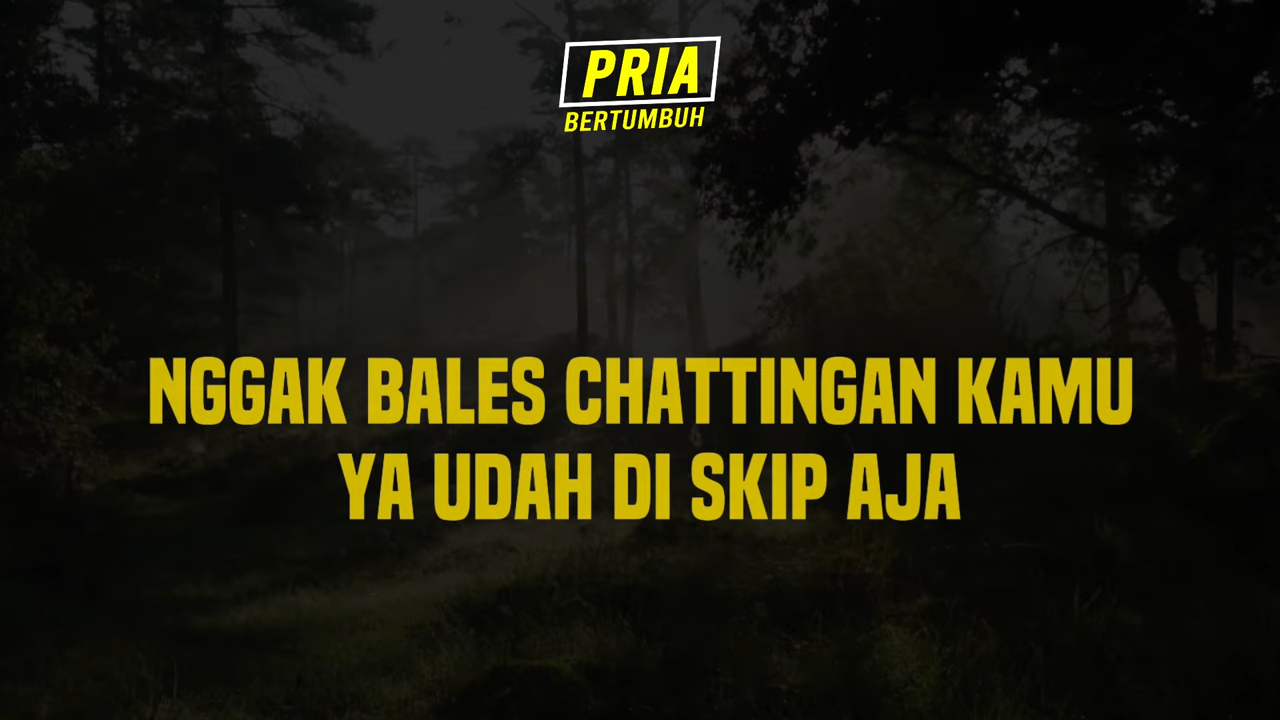 PRIA
BERTUMBUH
NGGAK BALES CHATTINGAN KAMU
YA UDAH DI SKIP AJA